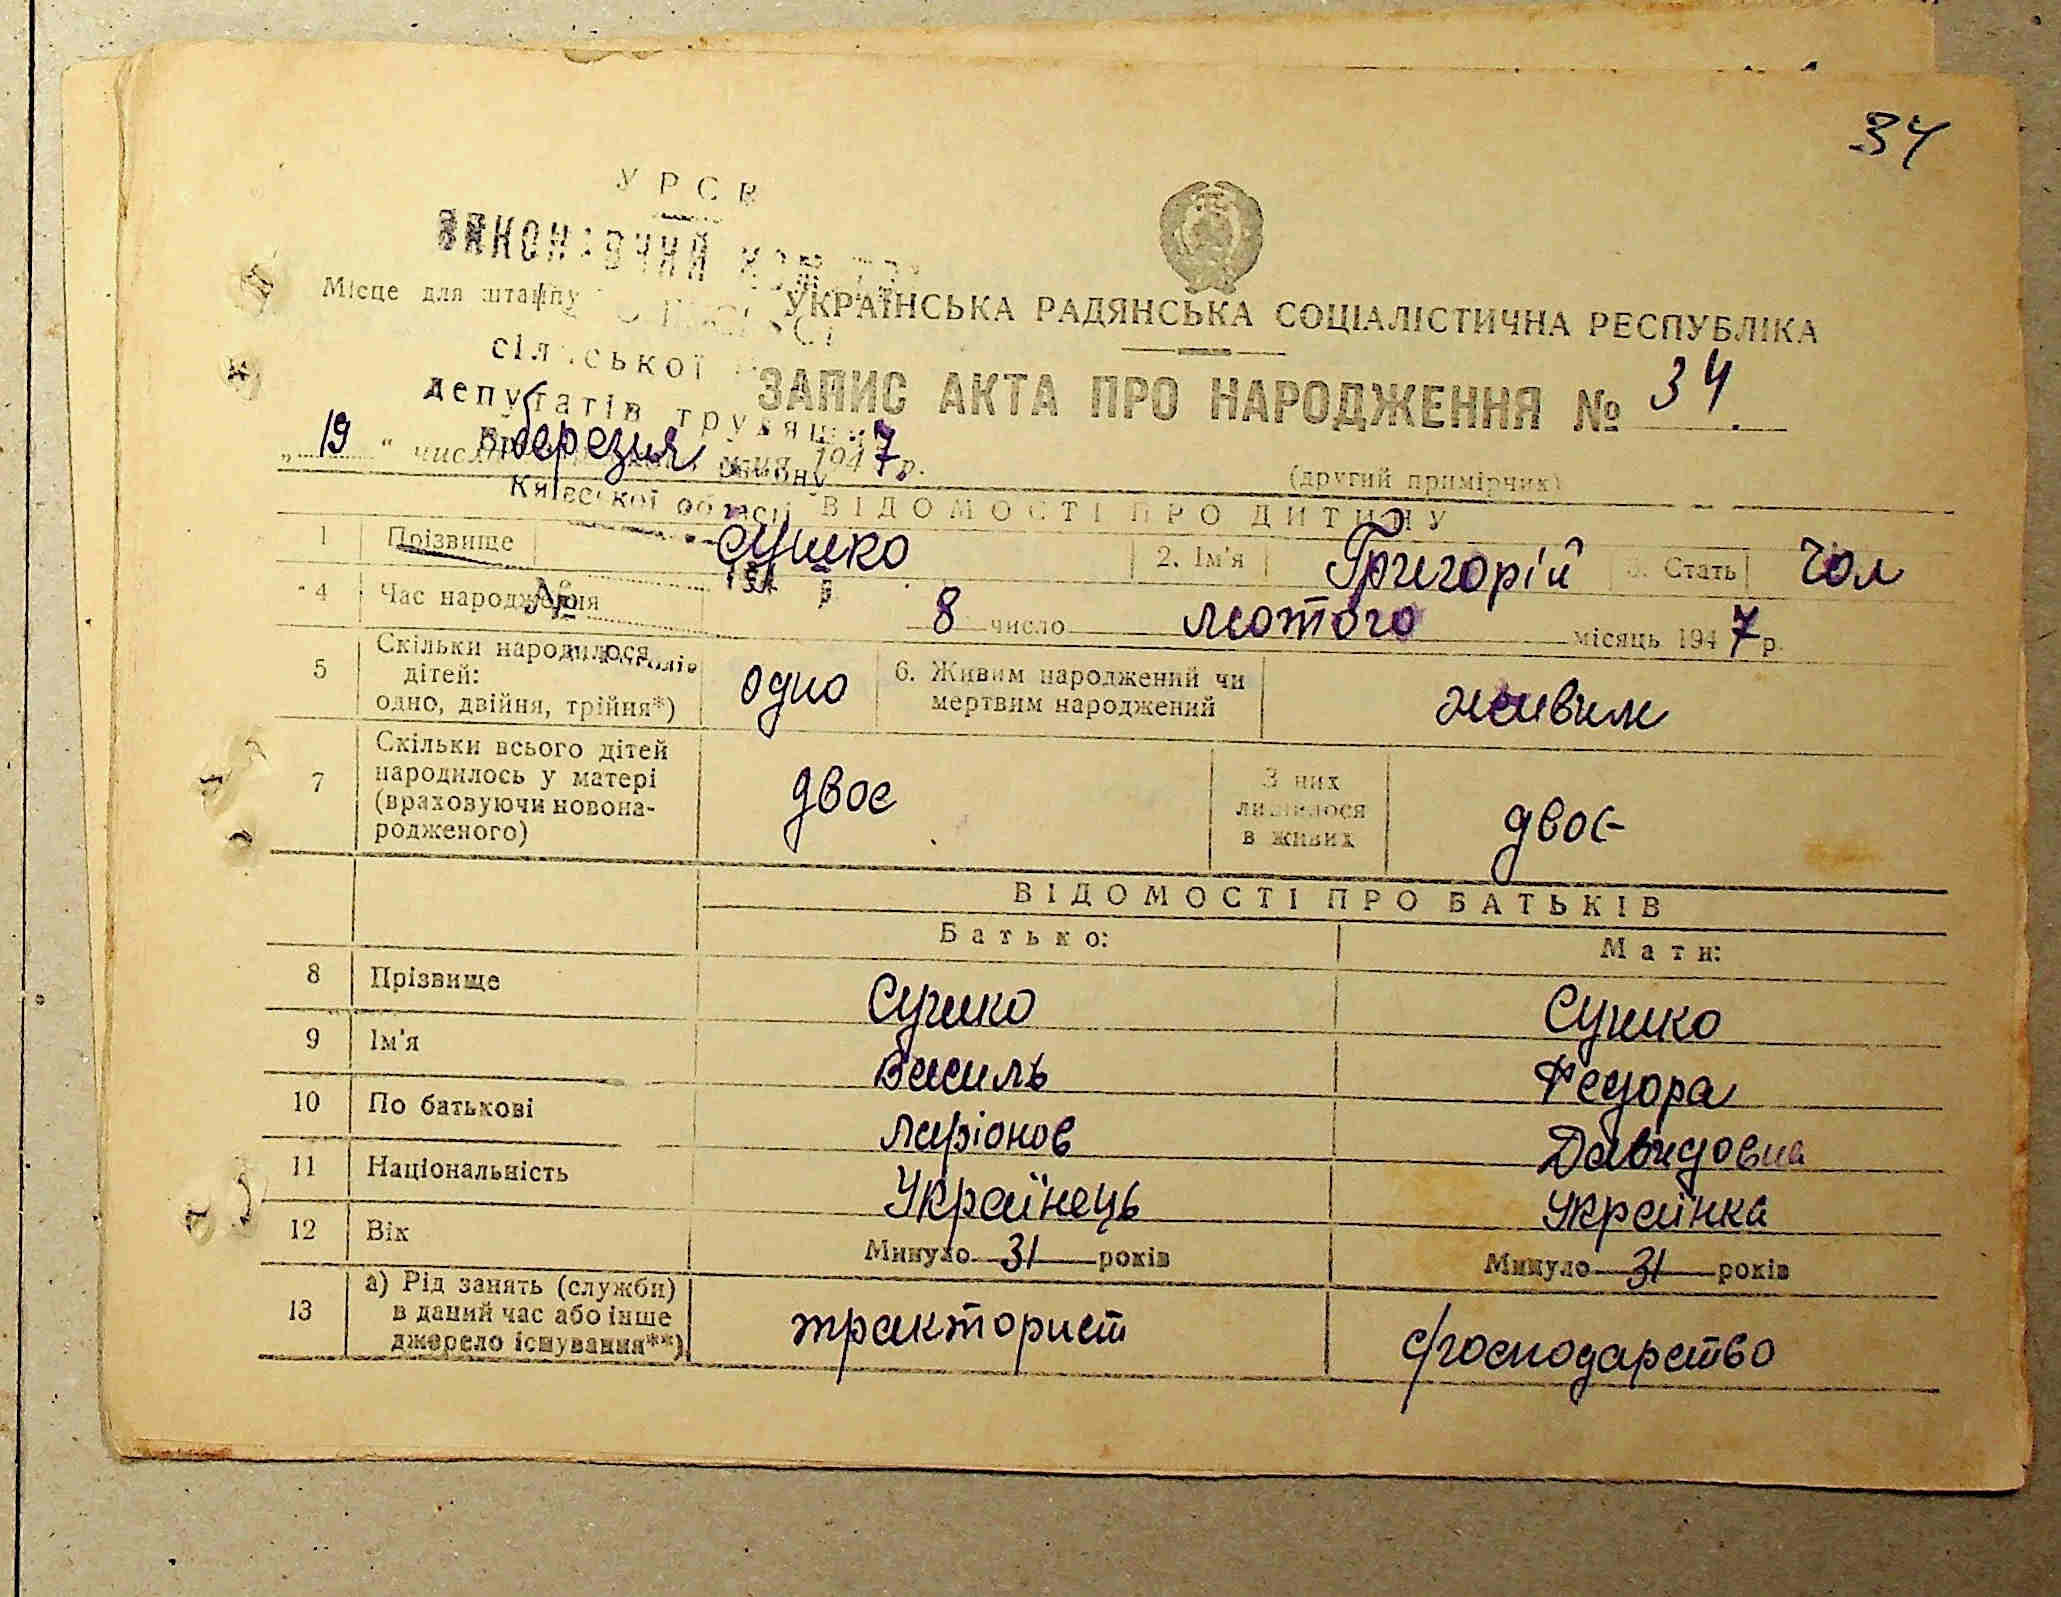 34
УРСР
ВИКОНАВЧИЙ КОМІТЕТ
Місце для штампу
УКРАЇНСЬКА РАДЯНСЬКА СОЦІАЛІСТИЧНА РЕСПУБЛІКА
сільської
ЗАПИС АКТА ПРО НАРОДЖЕННЯ № 34
депутатів трудящих
„ 19 “ числа березня 1947 р.
(другий примірник)
Київської області
ВІДОМОСТІ ПРО ДИТИНУ
1 Прізвище Сушко 2. Ім'я Григорій 3. Стать Чол
194 р.
№
4 Час народження 8 число лютого місяць 1947 р.
5 Скільки народилося дітей: одно, двійня, трійня*) одно 6. Живим народжений чи мертвим народжений живим
7 Скільки всього дітей народилось у матері (враховуючи новонародженого) двоє З них лишилося в живих двоє
ВІДОМОСТІ ПРО БАТЬКІВ
Батько: Мати:
8 Прізвище Сушко Сушко
9 Ім'я Василь Федора
10 По батькові Ларіонов Давидовна
11 Національність Українець Українка
12 Вік Минуло 31 років Минуло 31 років
13 а) Рід занять (служби) в даний час або інше джерело існування**) тракторист с/господарство